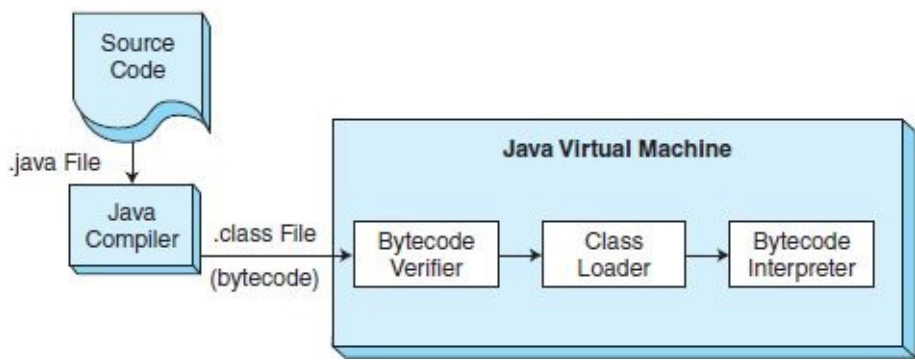 Source
Code
.java File
Java
Compiler
.class File
(bytecode)
Java Virtual Machine
Bytecode
Verifier
Class
Loader
Bytecode
Interpreter